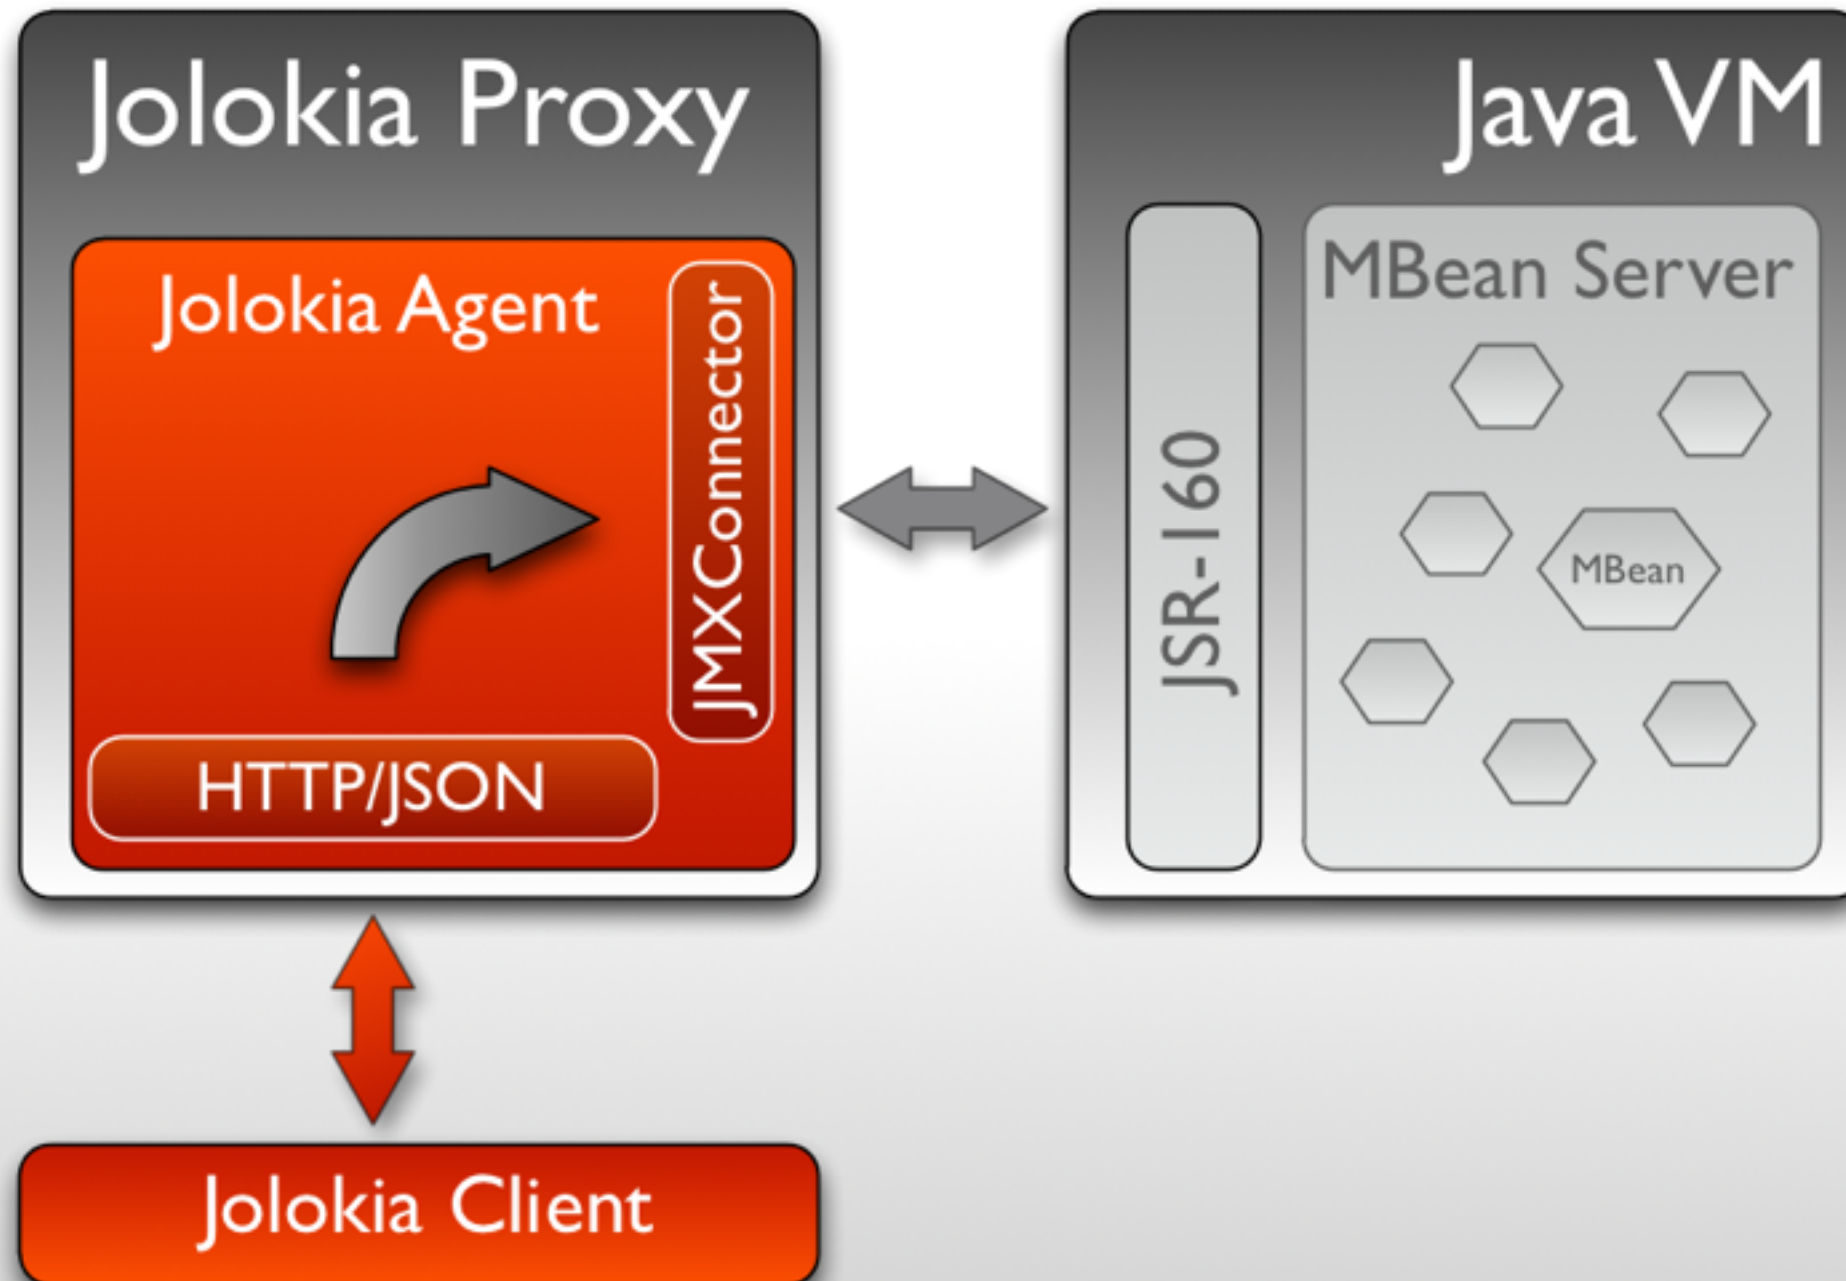 Jolokia Proxy
Jolokia Agent
JMXConnector
HTTP/JSON
Jolokia Client
Java VM
JSR-160
MBean Server
MBean